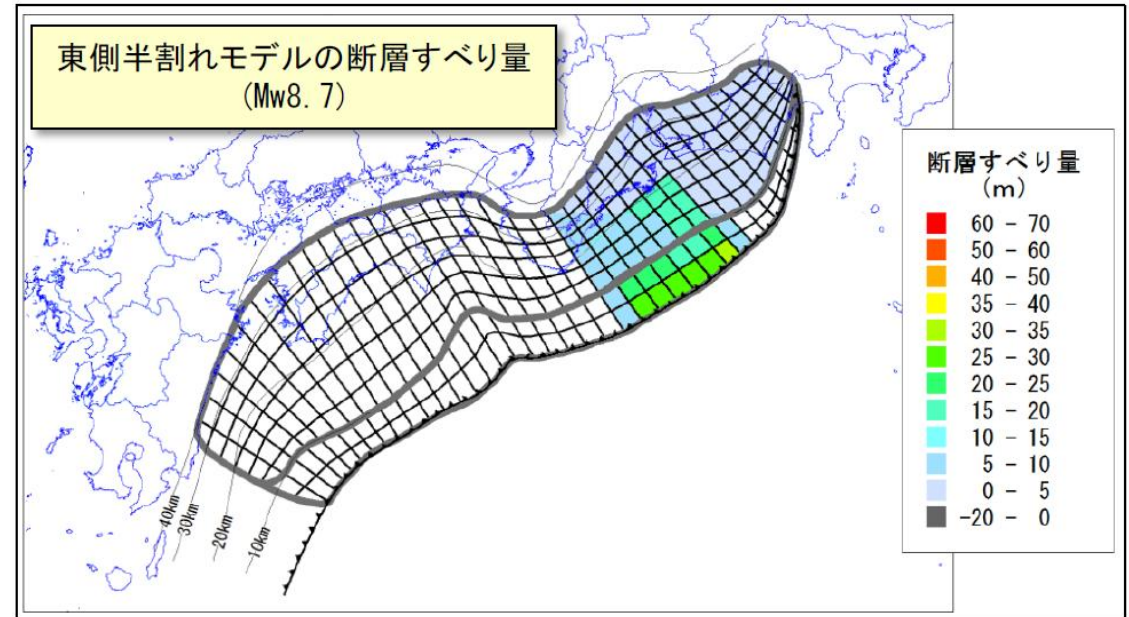 東側半割れモデルの断層すべり量
(Mw8.7)
断層すべり量
(m)
60 - 70
50 - 60
40 - 50
35 - 40
30 - 35
25 - 30
20 - 25
15 - 20
10 - 15
5 - 10
0 - 5
-20 - 0
40km
30km
20km
10km